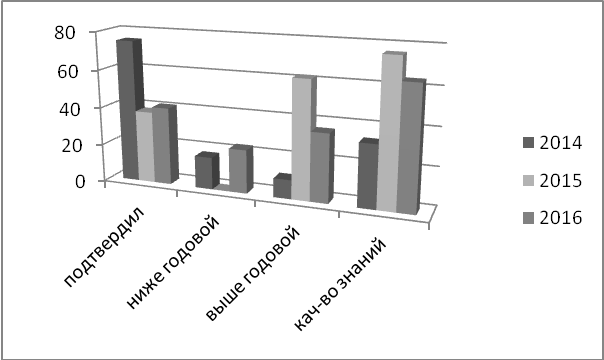 80
60
40
20
0
подтвердил
ниже годовой
выше годовой
кач-во знаний
2014
2015
2016